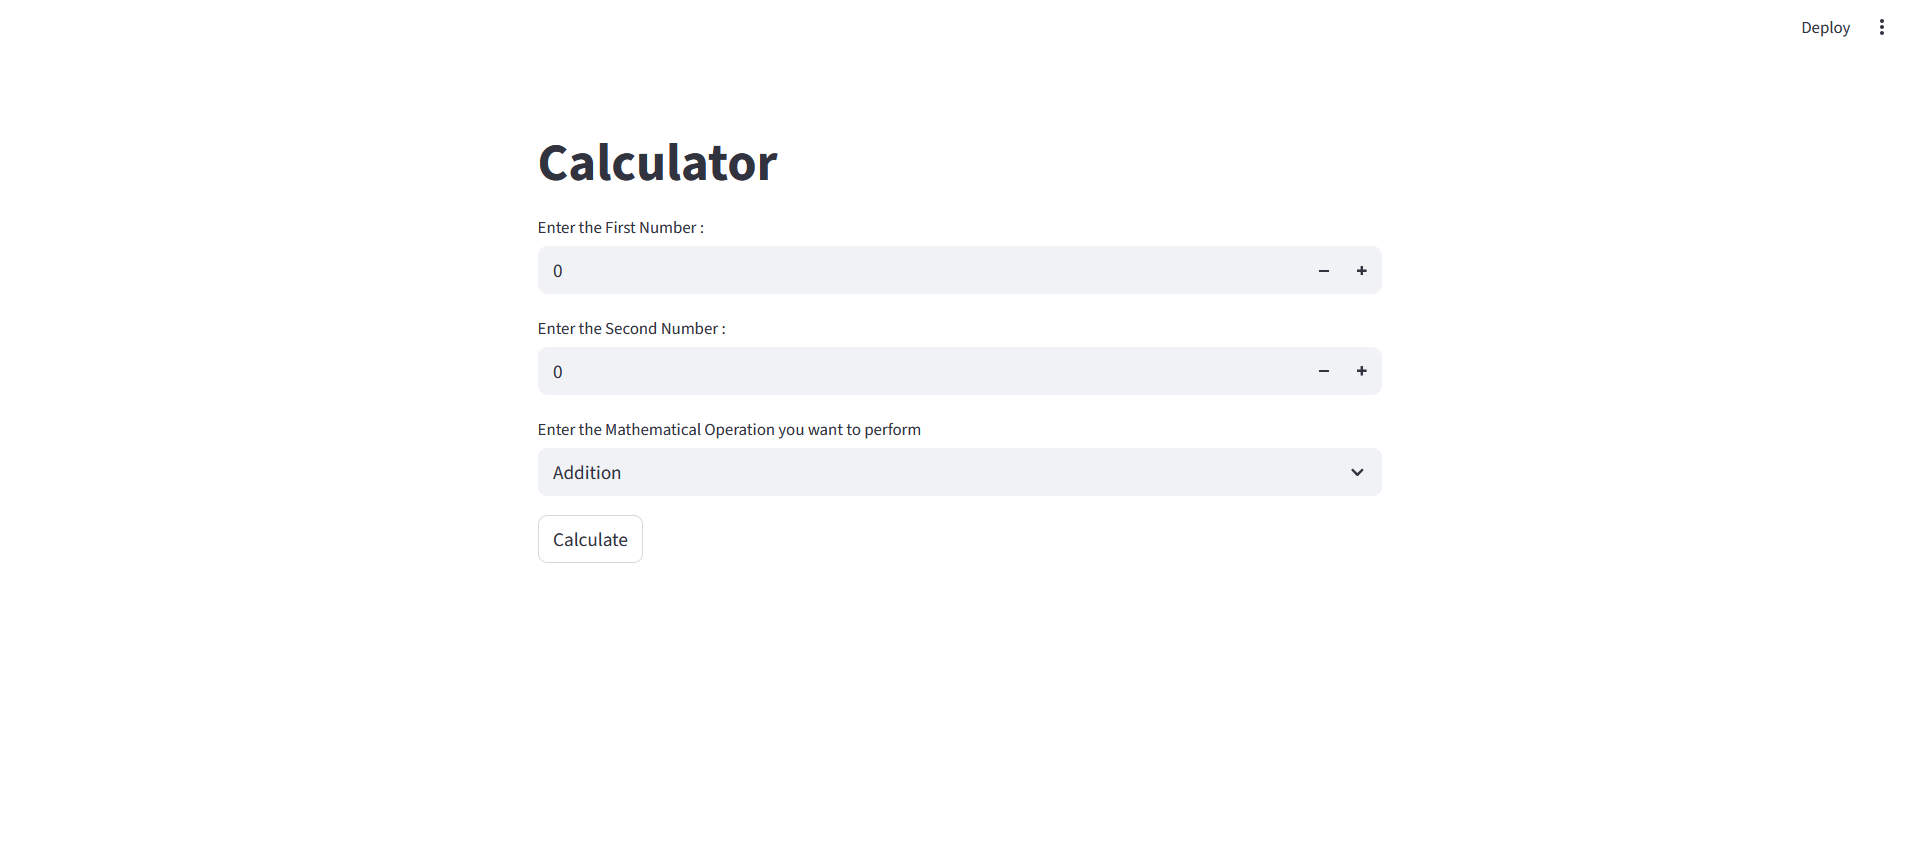 Deploy
Calculator
Enter the First Number :
0
Enter the Second Number :
0
Enter the Mathematical Operation you want to perform
Addition
Calculate